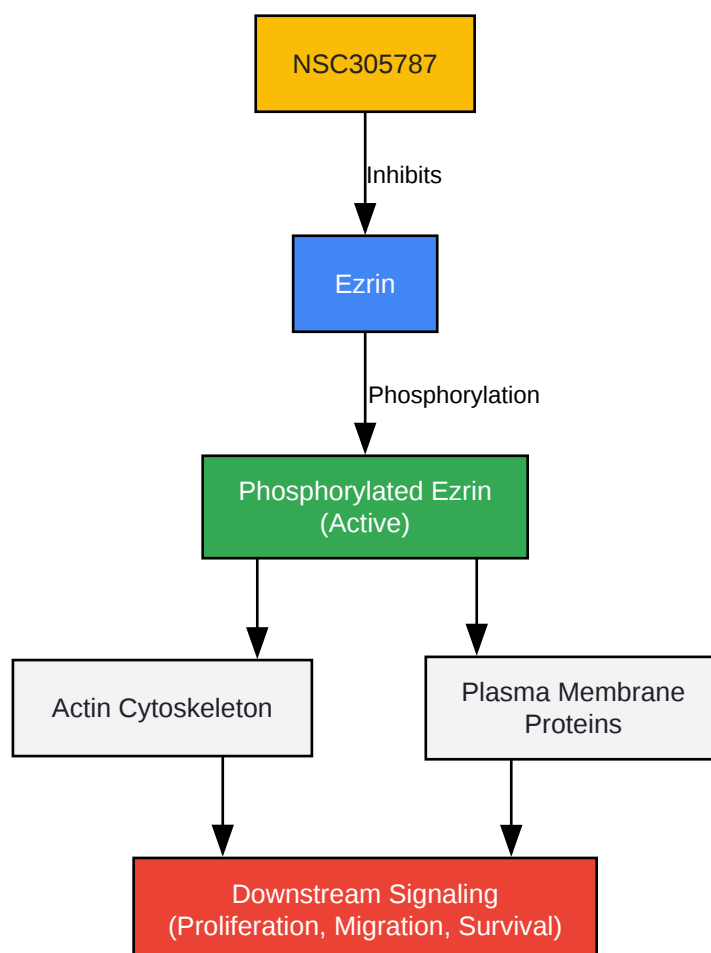 NSC305787
Inhibits
Ezrin
Phosphorylation
Phosphorylated Ezrin
(Active)
Actin Cytoskeleton
Plasma Membrane
Proteins
Downstream Signaling
(Proliferation, Migration, Survival)